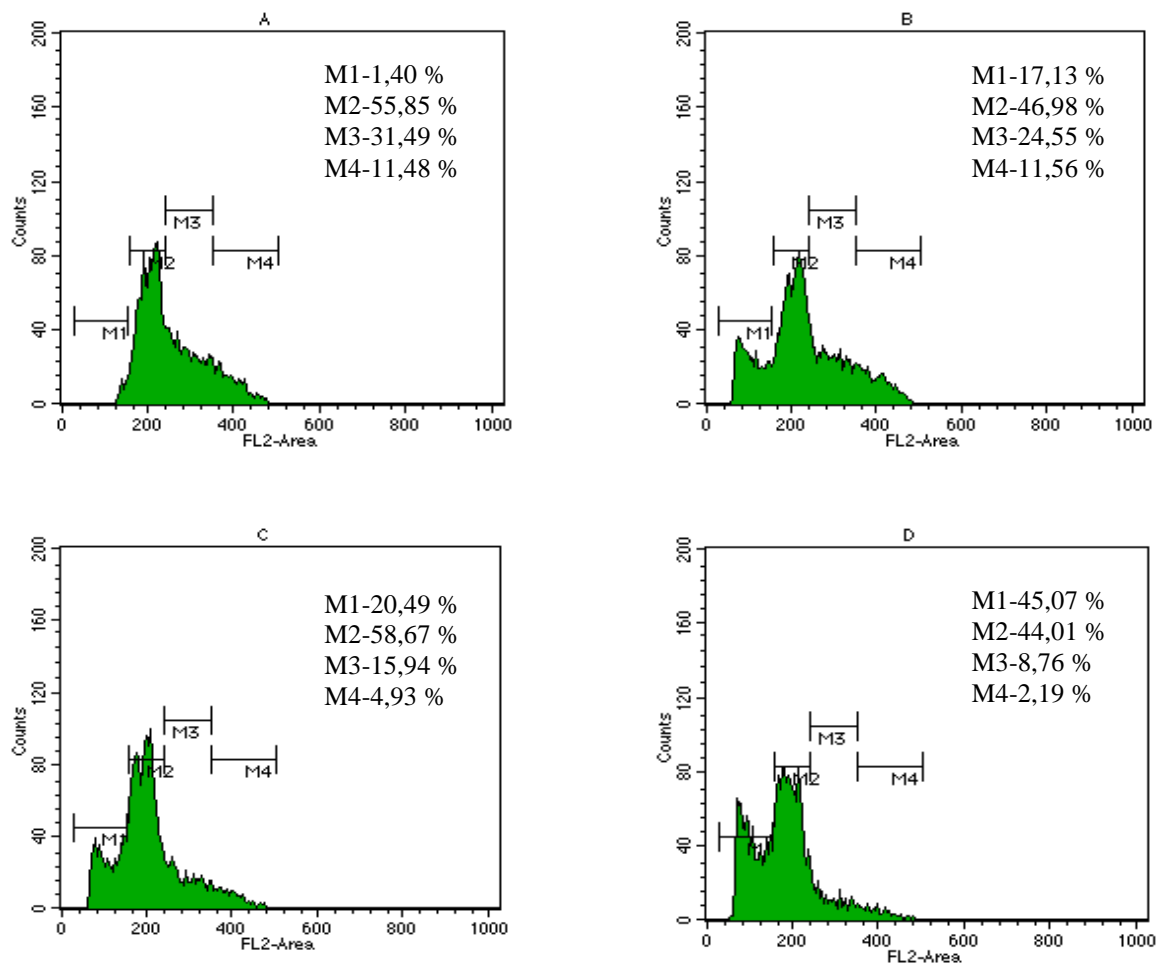 A
200
160
120
80
40
0
Counts
M1-1,40 %
M2-55,85 %
M3-31,49 %
M4-11,48 %
M3
M2
M4
M1
0 200 400 600 800 1000
FL2-Area
B
200
160
120
80
40
0
Counts
M1-17,13 %
M2-46,98 %
M3-24,55 %
M4-11,56 %
M3
M2
M4
M1
0 200 400 600 800 1000
FL2-Area
C
200
160
120
80
40
0
Counts
M1-20,49 %
M2-58,67 %
M3-15,94 %
M4-4,93 %
M3
M2
M4
M1
0 200 400 600 800 1000
FL2-Area
D
200
160
120
80
40
0
Counts
M1-45,07 %
M2-44,01 %
M3-8,76 %
M4-2,19 %
M3
M2
M4
0 200 400 600 800 1000
FL2-Area